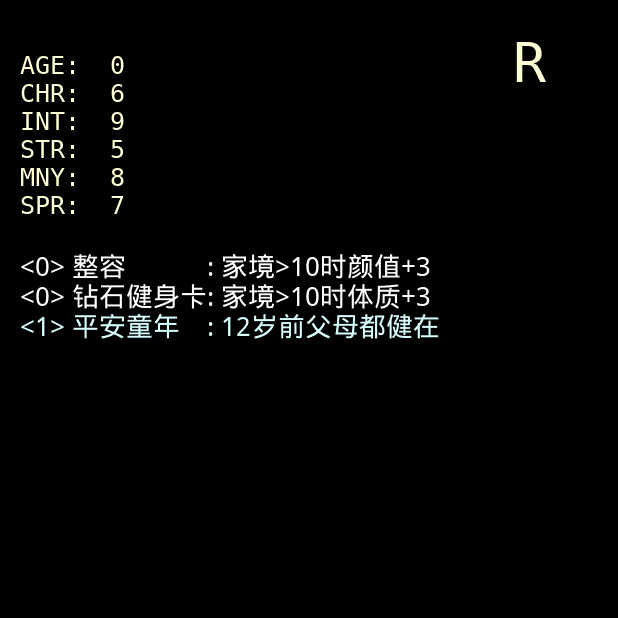 R
AGE: 0
CHR: 6
INT: 9
STR: 5
MNY: 8
SPR: 7
<0> 整容 : 家境>10时颜值+3
<0> 钻石健身卡: 家境>10时体质+3
<1> 平安童年 : 12岁前父母都健在